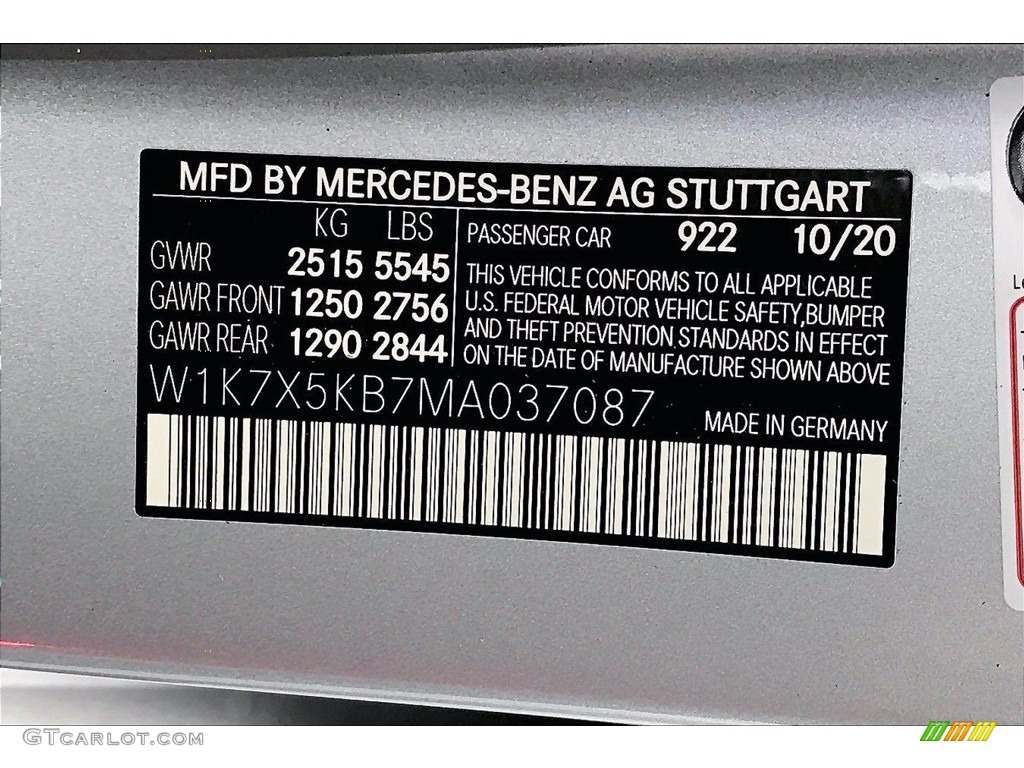 MFD BY MERCEDES-BENZ AG STUTTGART
KG LBS
GVWR 2515 5545
GAWR FRONT 1250 2756
GAWR REAR 1290 2844
PASSENGER CAR 922 10/20
THIS VEHICLE CONFORMS TO ALL APPLICABLE
U.S. FEDERAL MOTOR VEHICLE SAFETY,BUMPER
AND THEFT PREVENTION STANDARDS IN EFFECT
ON THE DATE OF MANUFACTURE SHOWN ABOVE
W1K7X5KB7MA037087
MADE IN GERMANY
GTCARLOT.COM